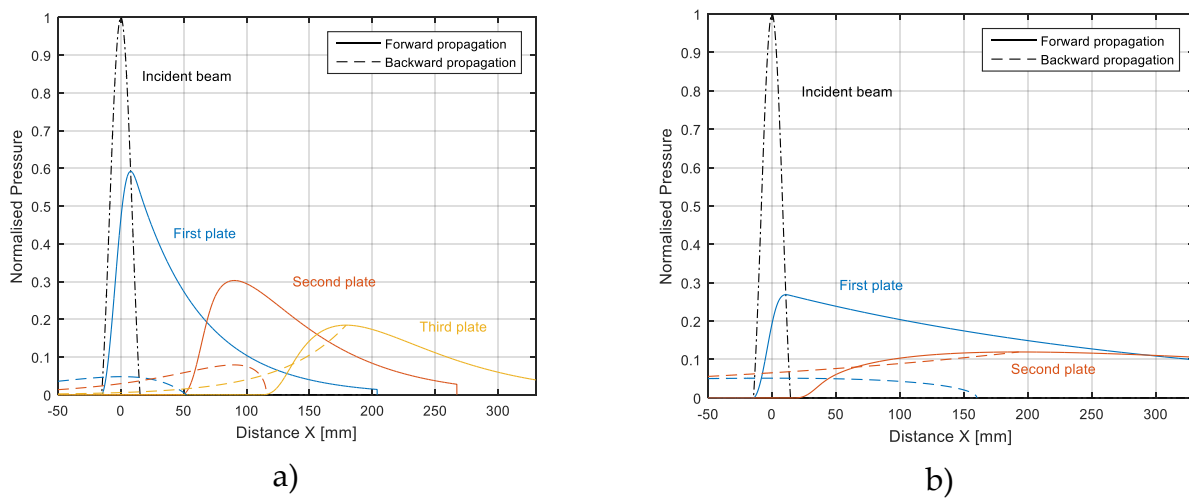 Forward propagation
Backward propagation
Incident beam
First plate
Second plate
Third plate
Normalised Pressure
1
0.9
0.8
0.7
0.6
0.5
0.4
0.3
0.2
0.1
0
-50 0 50 100 150 200 250 300
Distance X [mm]
a)
Forward propagation
Backward propagation
Incident beam
First plate
Second plate
Normalised Pressure
1
0.9
0.8
0.7
0.6
0.5
0.4
0.3
0.2
0.1
0
-50 0 50 100 150 200 250 300
Distance X [mm]
b)